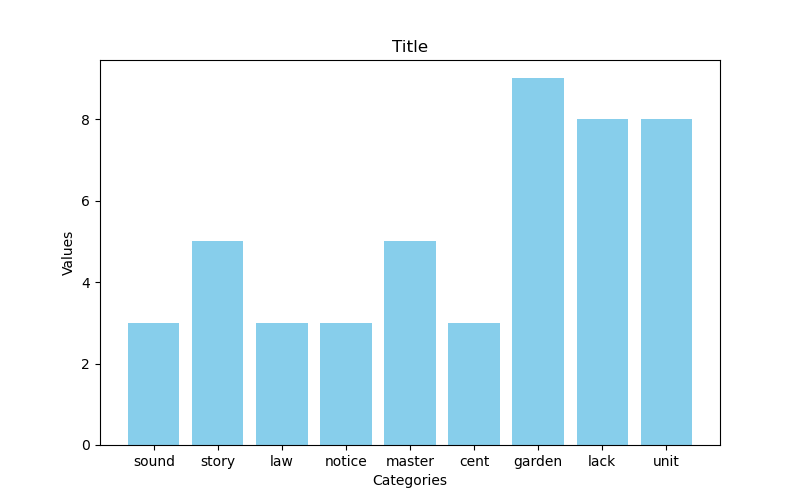 Title
8
6
4
2
0
Values
sound story law notice master cent garden lack unit
Categories